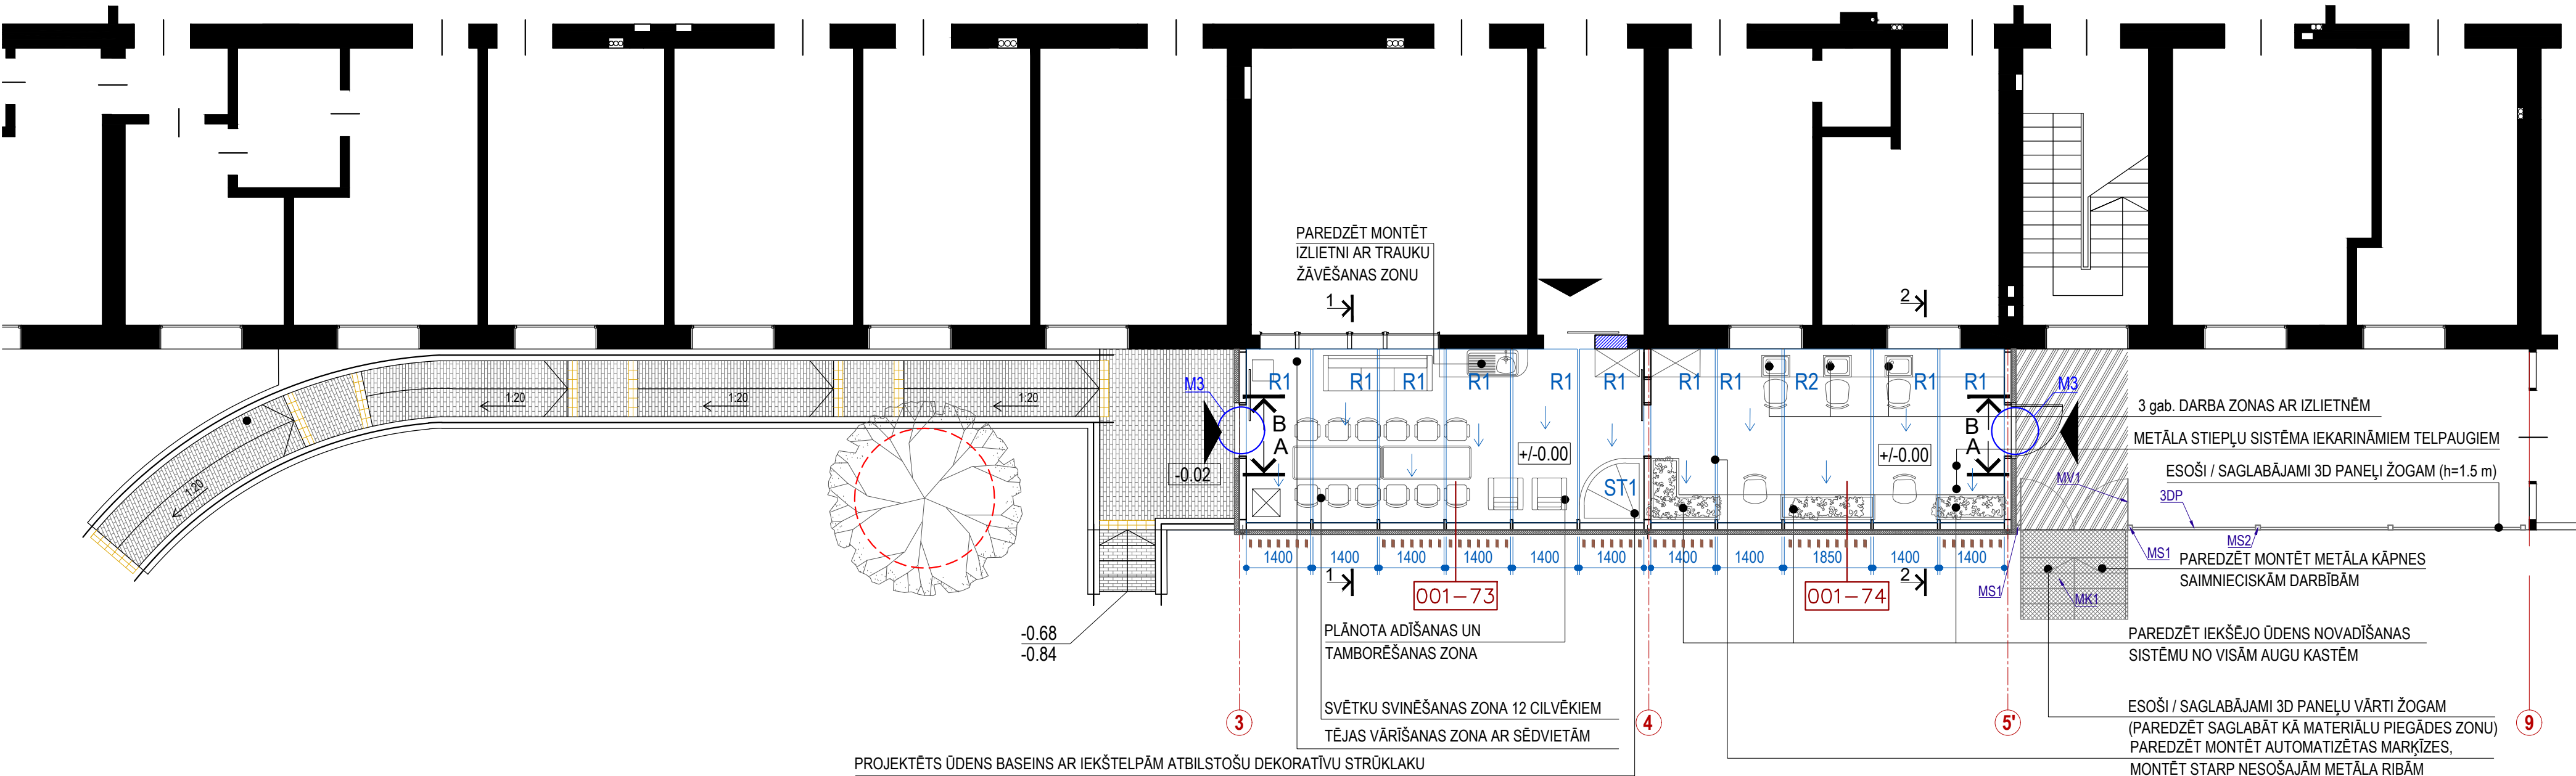 PAREDZĒT MONTĒT
IZLIETNI AR TRAUKU
ŽĀVĒŠANAS ZONU
1
2
M3
R1
R1
R1
R1
R1
R1
R1
R1
R2
R1
R1
M3
1:20
1:20
1:20
1:20
B
A
B
A
-0.02
+/-0.00
+/-0.00
ST1
3 gab. DARBA ZONAS AR IZLIETNĒM
METĀLA STIEPĻU SISTĒMA IEKARINĀMIEM TELPAUGIEM
ESOŠI / SAGLABĀJAMI 3D PANEĻI ŽOGAM (h=1.5 m)
MV1
3DP
MS1
MS2
1400
1400
1400
1400
1400
1400
1400
1400
1850
1400
1400
1
2
001-73
001-74
MS1
MK1
PAREDZĒT MONTĒT METĀLA KĀPNES
SAIMNIECISKĀM DARBĪBĀM
-0.68
-0.84
PLĀNOTA ADĪŠANAS UN
TAMBORĒŠANAS ZONA
PAREDZĒT IEKŠĒJO ŪDENS NOVADĪŠANAS
SISTĒMU NO VISĀM AUGU KASTĒM
SVĒTKU SVINĒŠANAS ZONA 12 CILVĒKIEM
TĒJAS VĀRĪŠANAS ZONA AR SĒDVIETĀM
3
4
5'
9
ESOŠI / SAGLABĀJAMI 3D PANEĻU VĀRTI ŽOGAM
(PAREDZĒT SAGLABĀT KĀ MATERIĀLU PIEGĀDES ZONU)
PAREDZĒT MONTĒT AUTOMATIZĒTAS MARĶĪZES,
MONTĒT STARP NESOŠAJĀM METĀLA RIBĀM
PROJEKTĒTS ŪDENS BASEINS AR IEKŠTELPĀM ATBILSTOŠU DEKORATĪVU STRŪKLAKU